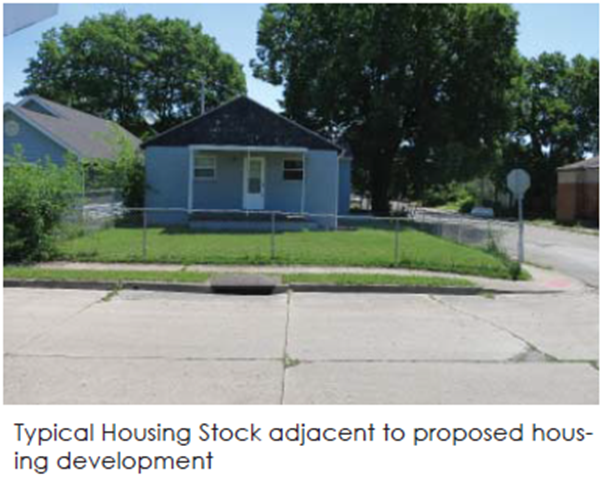 Typical Housing Stock adjacent to proposed hous-
ing development